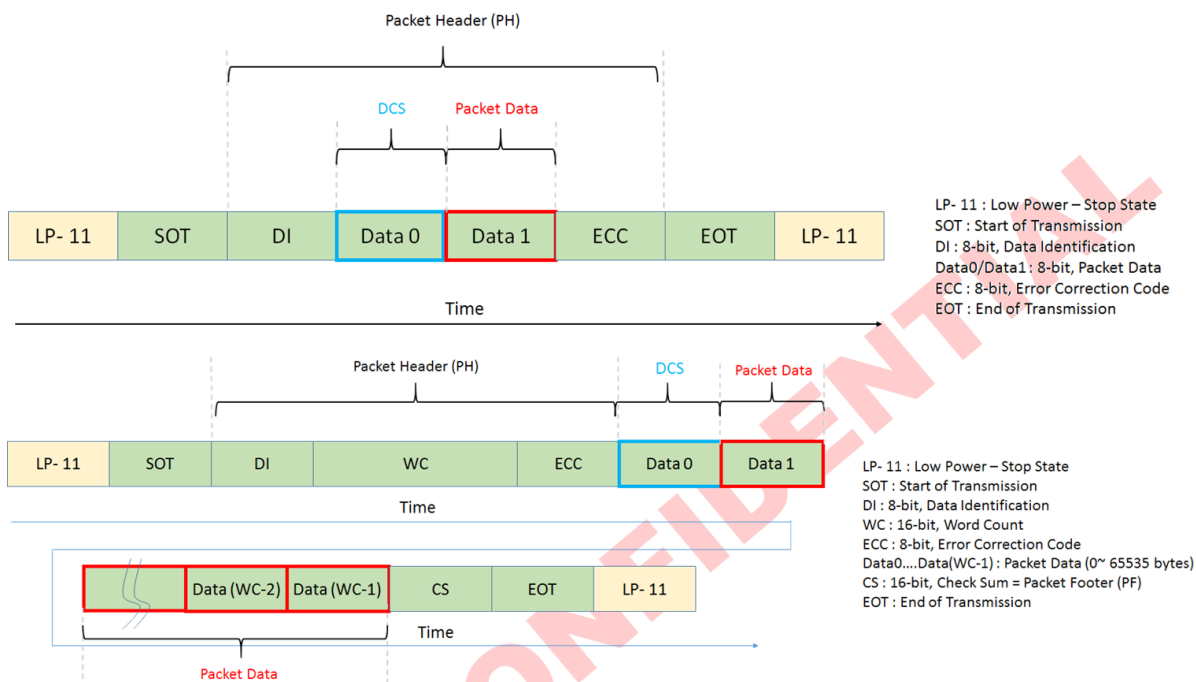 Packet Header (PH)
DCS
Packet Data
LP- 11
SOT
DI
Data 0
Data 1
ECC
EOT
LP- 11
Time
LP- 11 : Low Power – Stop State
SOT : Start of Transmission
DI : 8-bit, Data Identification
Data0/Data1 : 8-bit, Packet Data
ECC : 8-bit, Error Correction Code
EOT : End of Transmission
Packet Header (PH)
DCS
Packet Data
LP- 11
SOT
DI
WC
ECC
Data 0
Data 1
Time
Data (WC-2)
Data (WC-1)
CS
EOT
LP- 11
Time
Packet Data
LP- 11 : Low Power – Stop State
SOT : Start of Transmission
DI : 8-bit, Data Identification
WC : 16-bit, Word Count
ECC : 8-bit, Error Correction Code
Data0....Data(WC-1) : Packet Data (0~ 65535 bytes)
CS : 16-bit, Check Sum = Packet Footer (PF)
EOT : End of Transmission
ONFIDENTIAL